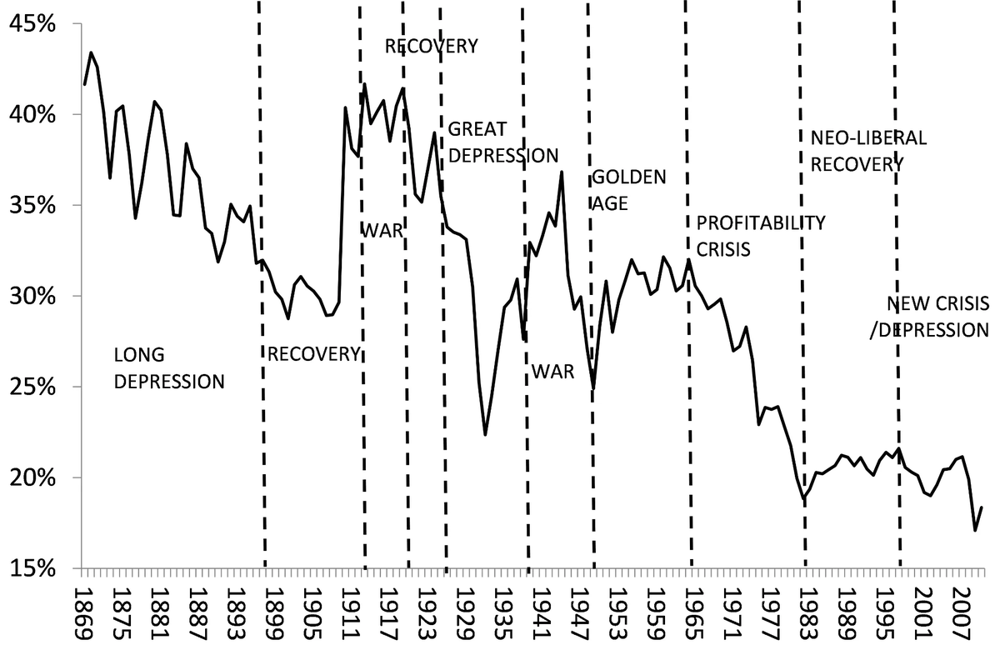 45%
40%
35%
30%
25%
20%
15%
RECOVERY
GREAT
DEPRESSION
NEO-LIBERAL
RECOVERY
GOLDEN
AGE
WAR
PROFITABILITY
CRISIS
NEW CRISIS
/DEPRESSION
LONG
DEPRESSION
RECOVERY
WAR
1869
1875
1881
1887
1893
1899
1905
1911
1917
1923
1929
1935
1941
1947
1953
1959
1965
1971
1977
1983
1989
1995
2001
2007